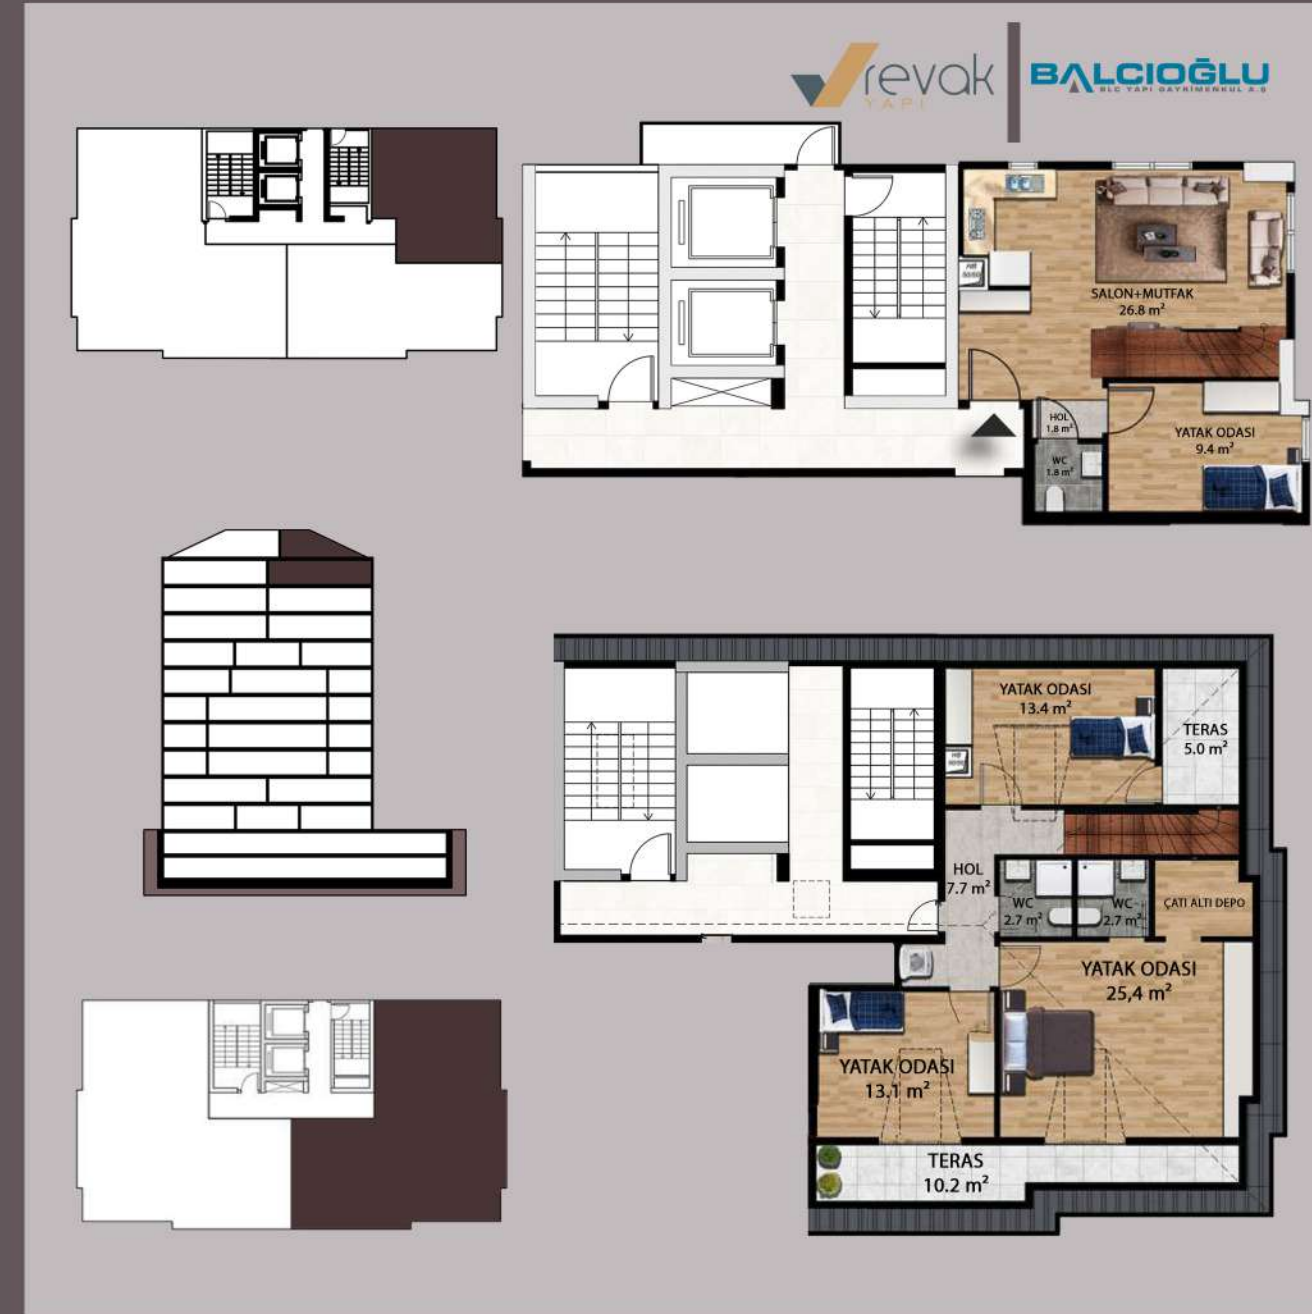 revak
YAPI
BALCIOĞLU
BLC YAPI GAYRİMENKUL A.Ş
SALON+MUTFAK
26.8 m²
HOL
1.8 m²
WC
1.8 m²
YATAK ODASI
9.4 m²
YATAK ODASI
13.4 m²
TERAS
5.0 m²
HOL
7.7 m²
WC
2.7 m²
WC
2.7 m²
ÇATI ALTI DEPO
YATAK ODASI
25,4 m²
YATAK ODASI
13.1 m²
TERAS
10.2 m²